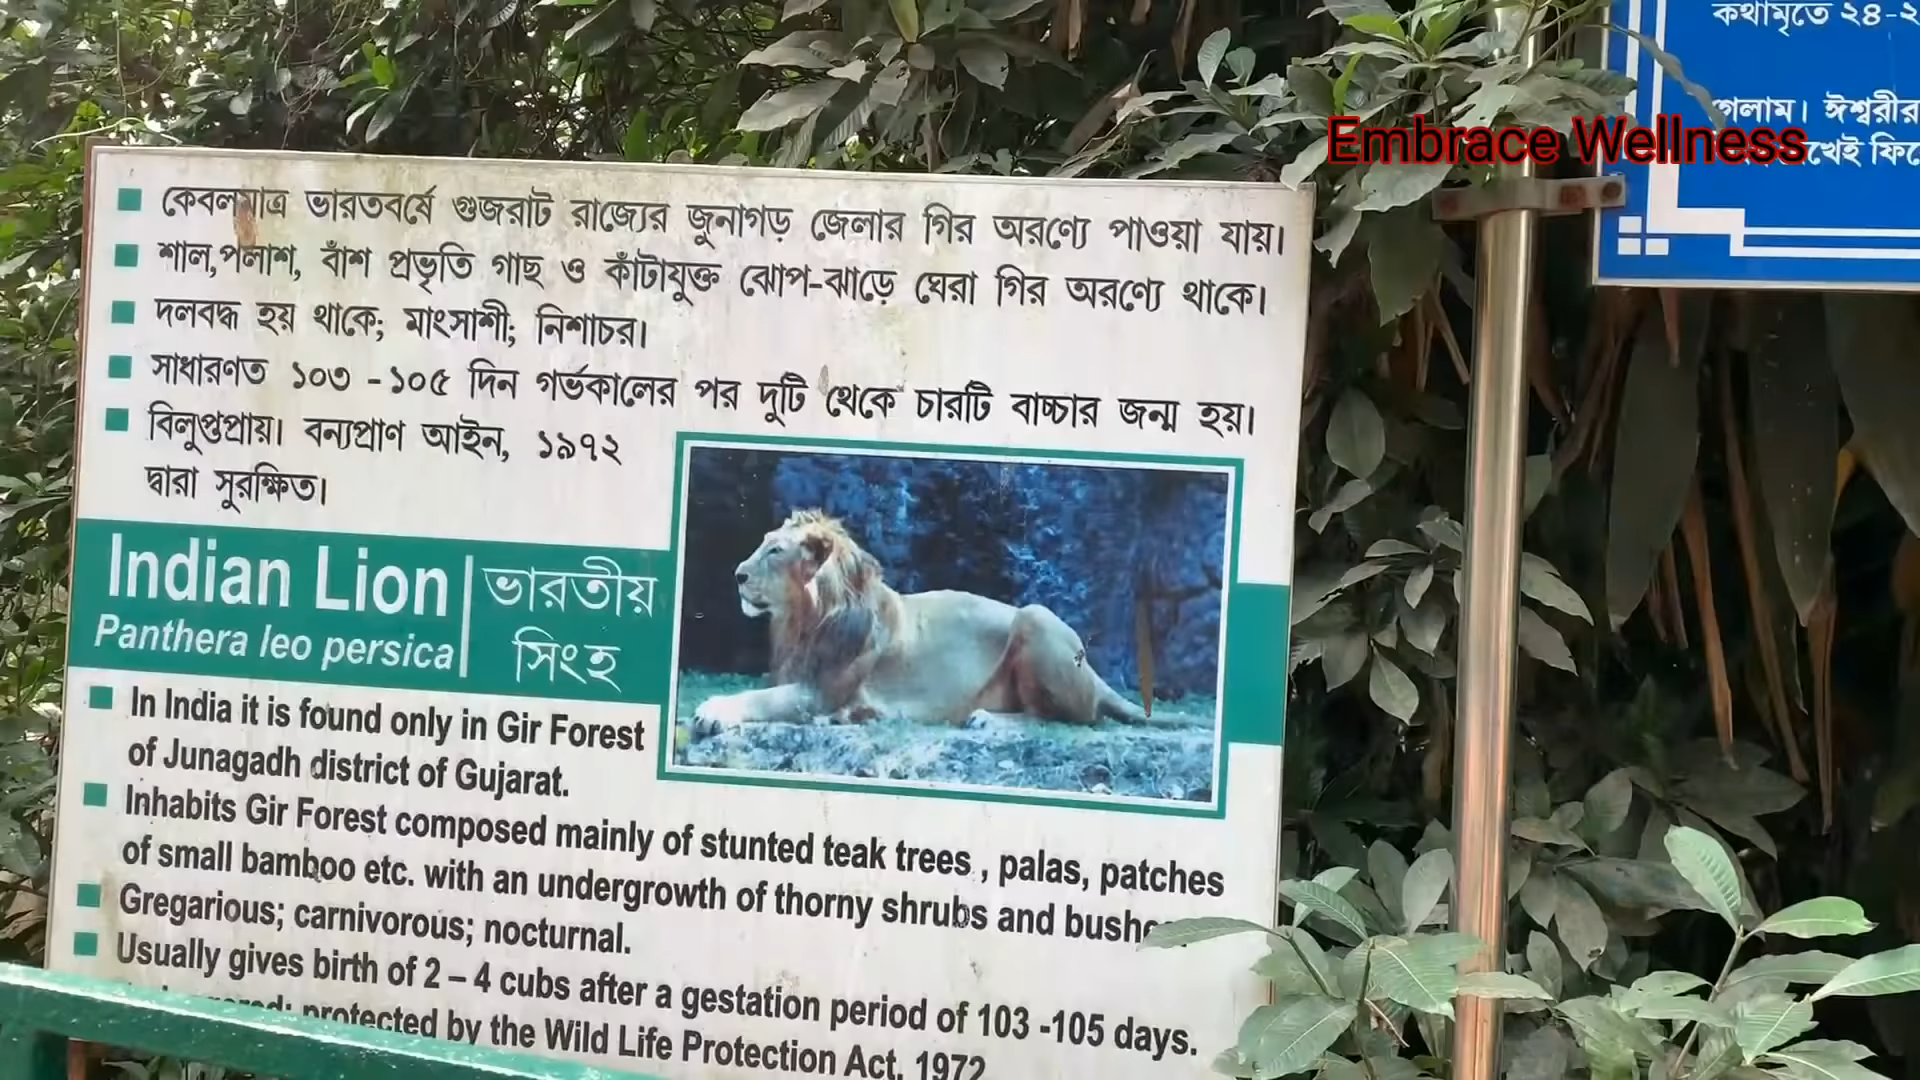 কেবলমাত্র ভারতবর্ষে গুজরাট রাজ্যের জুনাগড় জেলার গির অরণ্যে পাওয়া যায়।
শাল,পলাশ, বাঁশ প্রভৃতি গাছ ও কাঁটাযুক্ত ঝোপ-ঝাড়ে ঘেরা গির অরণ্যে থাকে।
দলবদ্ধ হয় থাকে; মাংসাশী; নিশাচর।
সাধারণত ১০৩ -১০৫ দিন গর্ভকালের পর দুটি থেকে চারটি বাচ্চার জন্ম হয়।
বিলুপ্তপ্রায়। বন্যপ্রাণ আইন, ১৯৭২
দ্বারা সুরক্ষিত।
Indian Lion
Panthera leo persica
ভারতীয়
সিংহ
In India it is found only in Gir Forest
of Junagadh district of Gujarat.
Inhabits Gir Forest composed mainly of stunted teak trees , palas, patches
of small bamboo etc. with an undergrowth of thorny shrubs and
Gregarious; carnivorous; nocturnal.
Usually gives birth of 2 – 4 cubs after a gestation period of 103 -105 days.
protected by the Wild Life Protection Act, 1972
কথামৃতে ২৪-২
ঈশ্বরীর
Embrace Wellness